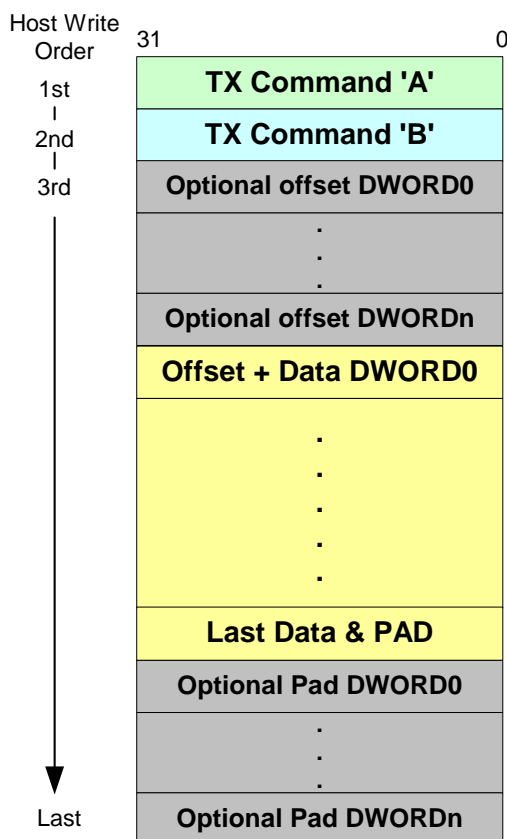 Host Write
Order
31 0
1st
TX Command 'A'
2nd
TX Command 'B'
3rd
Optional offset DWORD0
.
.
.
Optional offset DWORDn
Offset + Data DWORD0
.
.
.
.
.
Last Data & PAD
Optional Pad DWORD0
.
.
.
Last
Optional Pad DWORDn